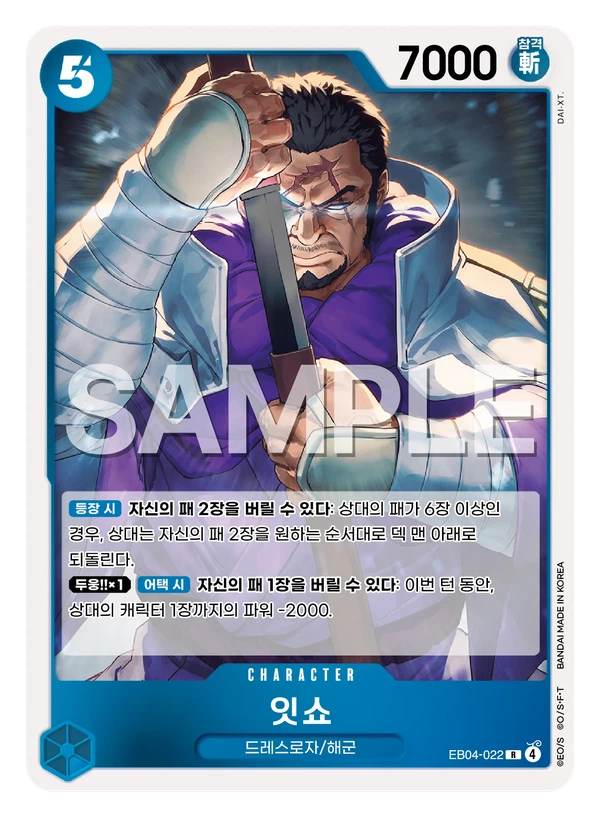 5
7000
참격
斬
DAI-XT.
SAMPLE
등장 시 자신의 패 2장을 버릴 수 있다: 상대의 패가 6장 이상인
경우, 상대는 자신의 패 2장을 원하는 순서대로 덱 맨 아래로
되돌린다.
두웅!!×1 어택 시 자신의 패 1장을 버릴 수 있다: 이번 턴 동안,
상대의 캐릭터 1장까지의 파워 -2000.
CHARACTER
잇쇼
드레스로자/해군
EB04-022 R 4
©EO/S ©O/S·F·T BANDAI MADE IN KOREA